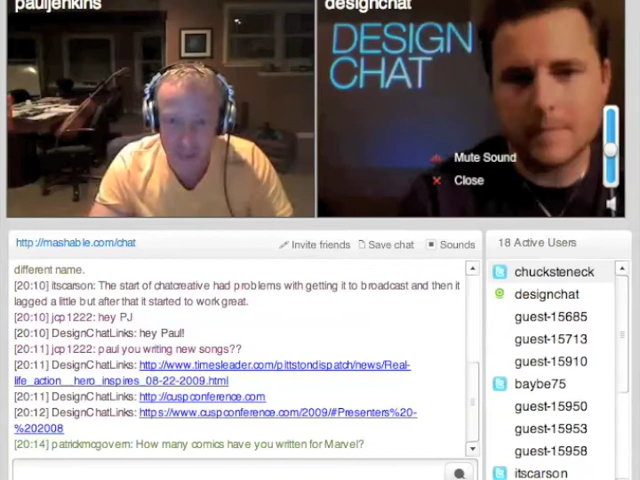 pauljenkins
designchat
DESIGN
CHAT
Mute Sound
Close
http://mashable.com/chat
Invite friends
Save chat
Sounds
18 Active Users
different name.
[20:10] itscarson: The start of chatcreative had problems with getting it to broadcast and then it
lagged a little but after that it started to work great.
[20:10] jcp1222: hey PJ
[20:10] DesignChatLinks: hey Paul!
[20:11] jcp1222: paul you writing new songs??
[20:11] DesignChatLinks: http://www.timesleader.com/pittstondispatch/news/Real-
life_action__hero_inspires_08-22-2009.html
[20:11] DesignChatLinks: http://cuspconference.com
[20:12] DesignChatLinks: https://www.cuspconference.com/2009/#Presenters%20-
%202008
[20:14] patrickmcgovern: How many comics have you written for Marvel?
chucksteneck
designchat
guest-15685
guest-15713
guest-15910
baybe75
guest-15950
guest-15953
guest-15958
itscarson